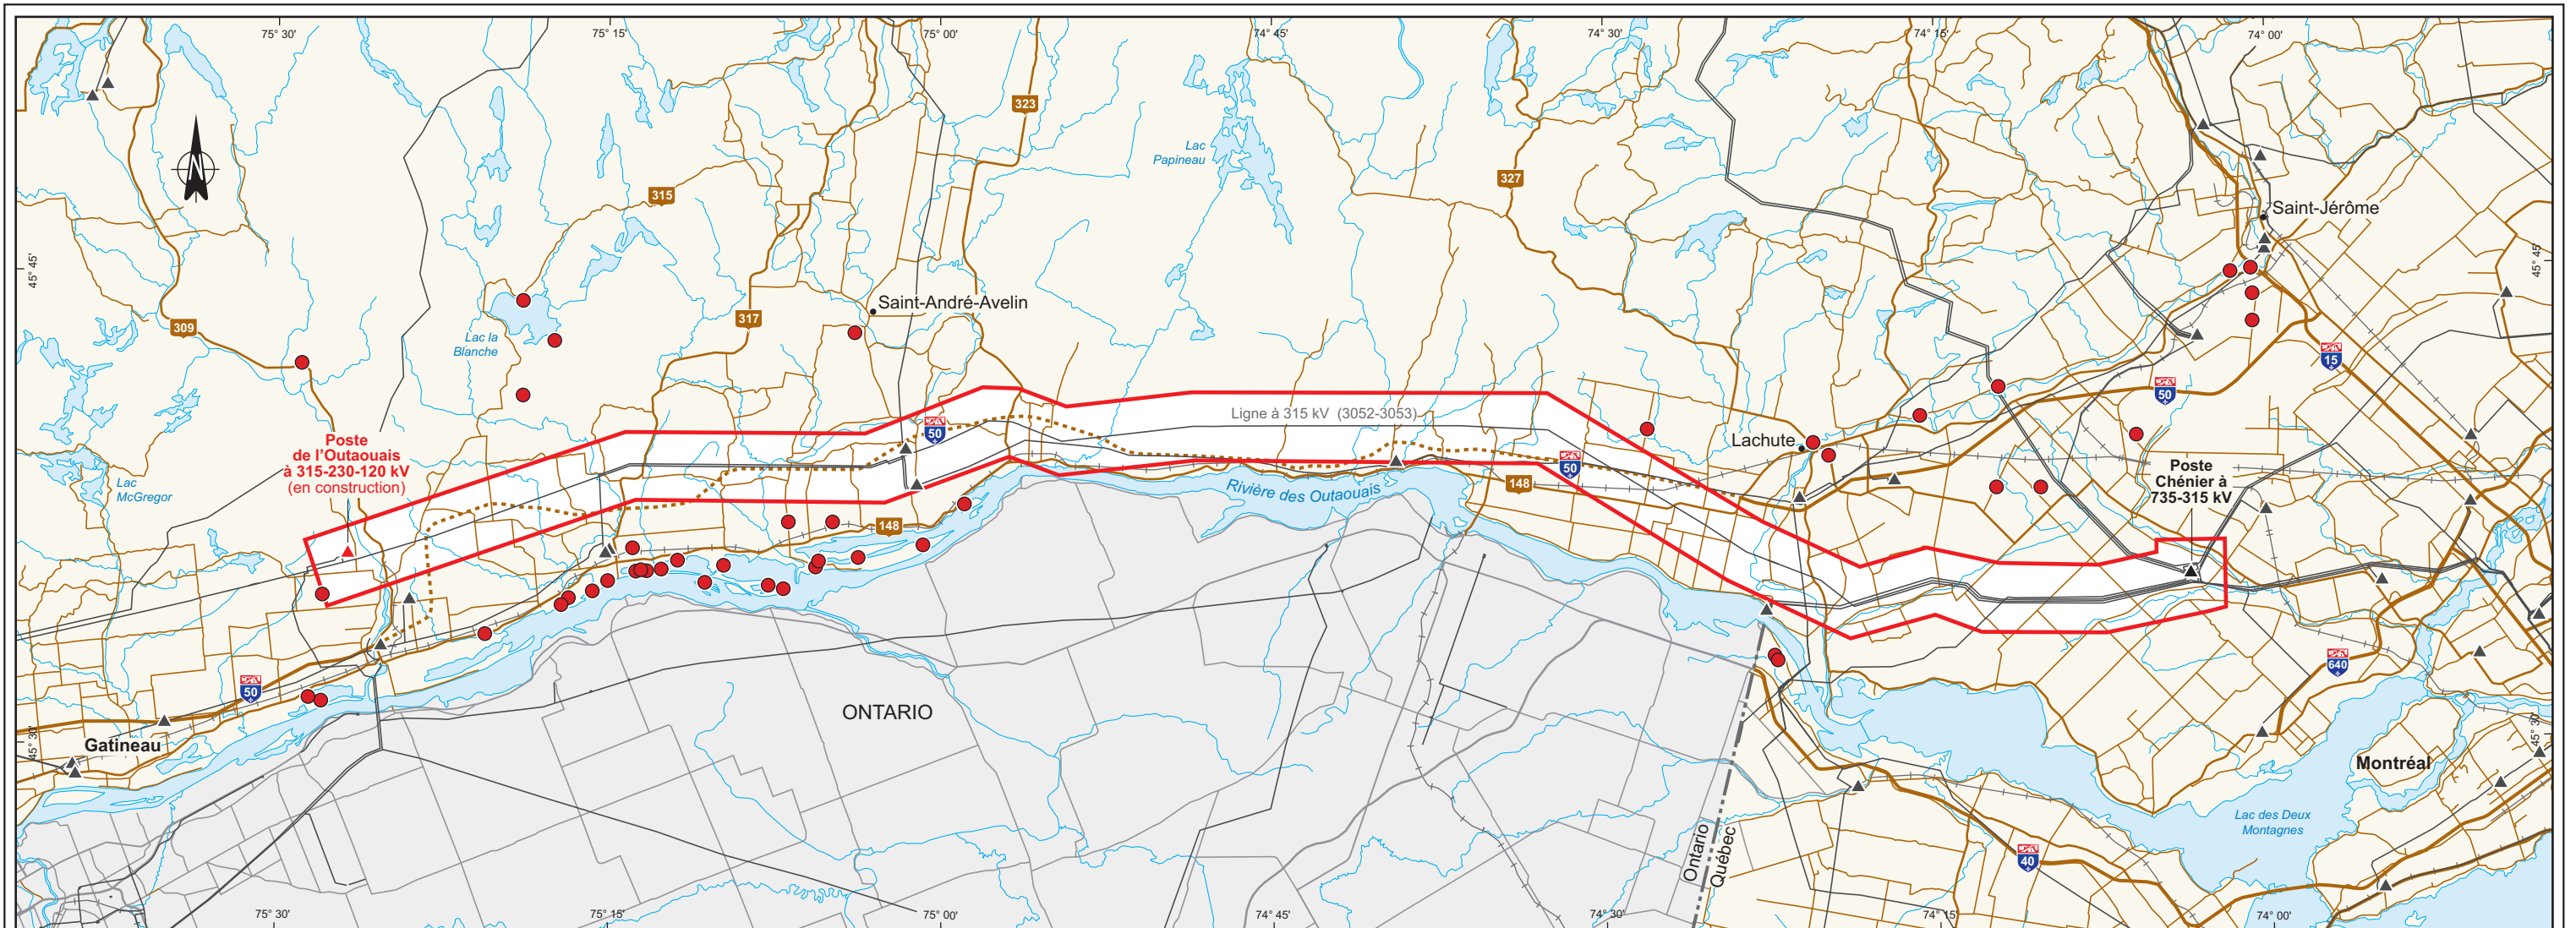 75° 30'
75° 15'
75° 00'
74° 45'
74° 30'
74° 15'
74° 00'
323
Lac
Papineau
327
315
Saint-Jérôme
45° 45'
45° 45'
Saint-André-Avelin
309
317
Lac la
Blanche
15
50
Ligne à 315 kV (3052-3053)
50
Lachute
Poste
de l'Outaouais
à 315-230-120 kV
(en construction)
Lac
McGregor
50
148
Rivière des Outaouais
Poste
Chénier à
735-315 kV
148
640
50
ONTARIO
Gatineau
45° 30'
45° 30'
Montréal
Lac des Deux
Montagnes
Ontario
Québec
40
75° 30'
75° 15'
75° 00'
74° 45'
74° 30'
74° 15'
74° 00'